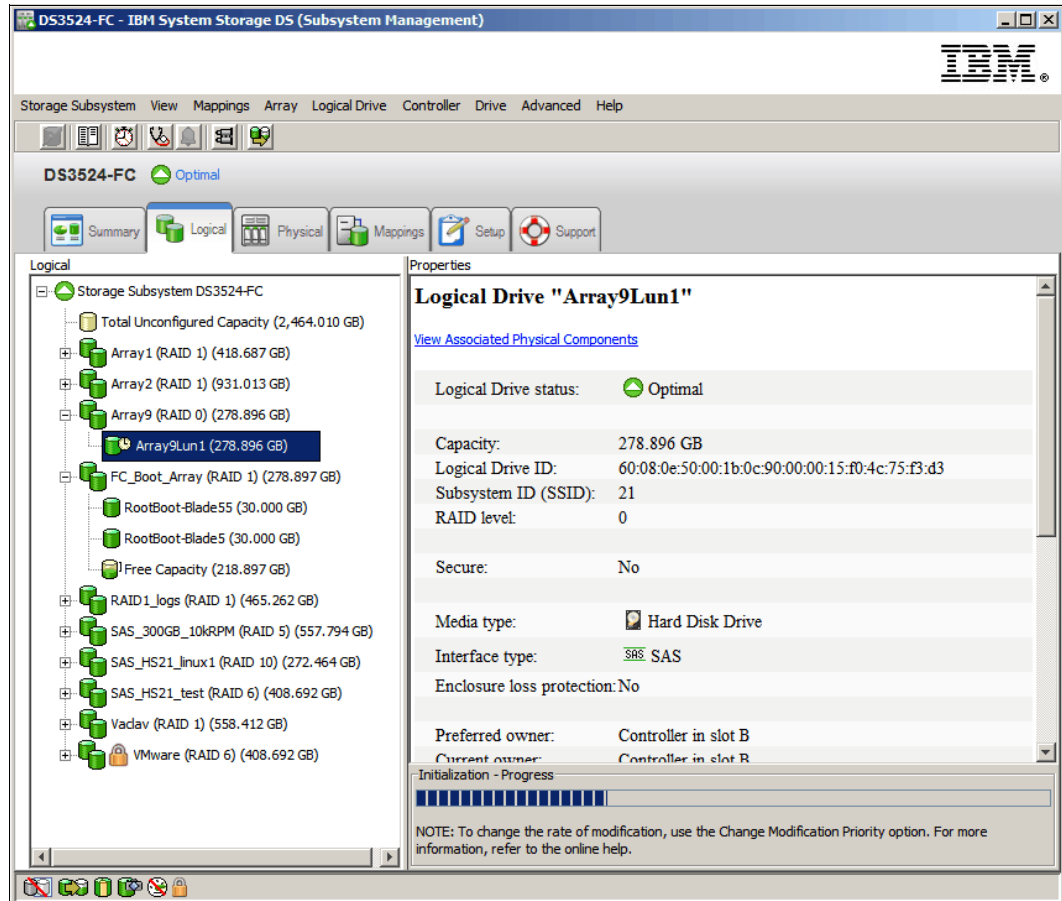 DS3524-FC - IBM System Storage DS (Subsystem Management)
IBM®
Storage Subsystem View Mappings Array Logical Drive Controller Drive Advanced Help
DS3524-FC Optimal
Summary Logical Physical Mappings Setup Support
Logical
Storage Subsystem DS3524-FC
Total Unconfigured Capacity (2,464.010 GB)
Array1 (RAID 1) (418.687 GB)
Array2 (RAID 1) (931.013 GB)
Array9 (RAID 0) (278.896 GB)
Array9Lun1 (278.896 GB)
FC_Boot_Array (RAID 1) (278.897 GB)
RootBoot-Blade55 (30.000 GB)
RootBoot-Blade5 (30.000 GB)
Free Capacity (218.897 GB)
RAID1_logs (RAID 1) (465.262 GB)
SAS_300GB_10kRPM (RAID 5) (557.794 GB)
SAS_HS21_linux1 (RAID 10) (272.464 GB)
SAS_HS21_test (RAID 6) (408.692 GB)
Vaclav (RAID 1) (558.412 GB)
VMware (RAID 6) (408.692 GB)
Properties
Logical Drive "Array9Lun1"
View Associated Physical Components
Logical Drive status: Optimal
Capacity: 278.896 GB
Logical Drive ID: 60:08:0e:50:00:1b:0c:90:00:00:15:f0:4c:75:f3:d3
Subsystem ID (SSID): 21
RAID level: 0
Secure: No
Media type: Hard Disk Drive
Interface type: SAS SAS
Enclosure loss protection: No
Preferred owner: Controller in slot B
Current owner: Controller in slot B
Initialization - Progress
NOTE: To change the rate of modification, use the Change Modification Priority option. For more
information, refer to the online help.